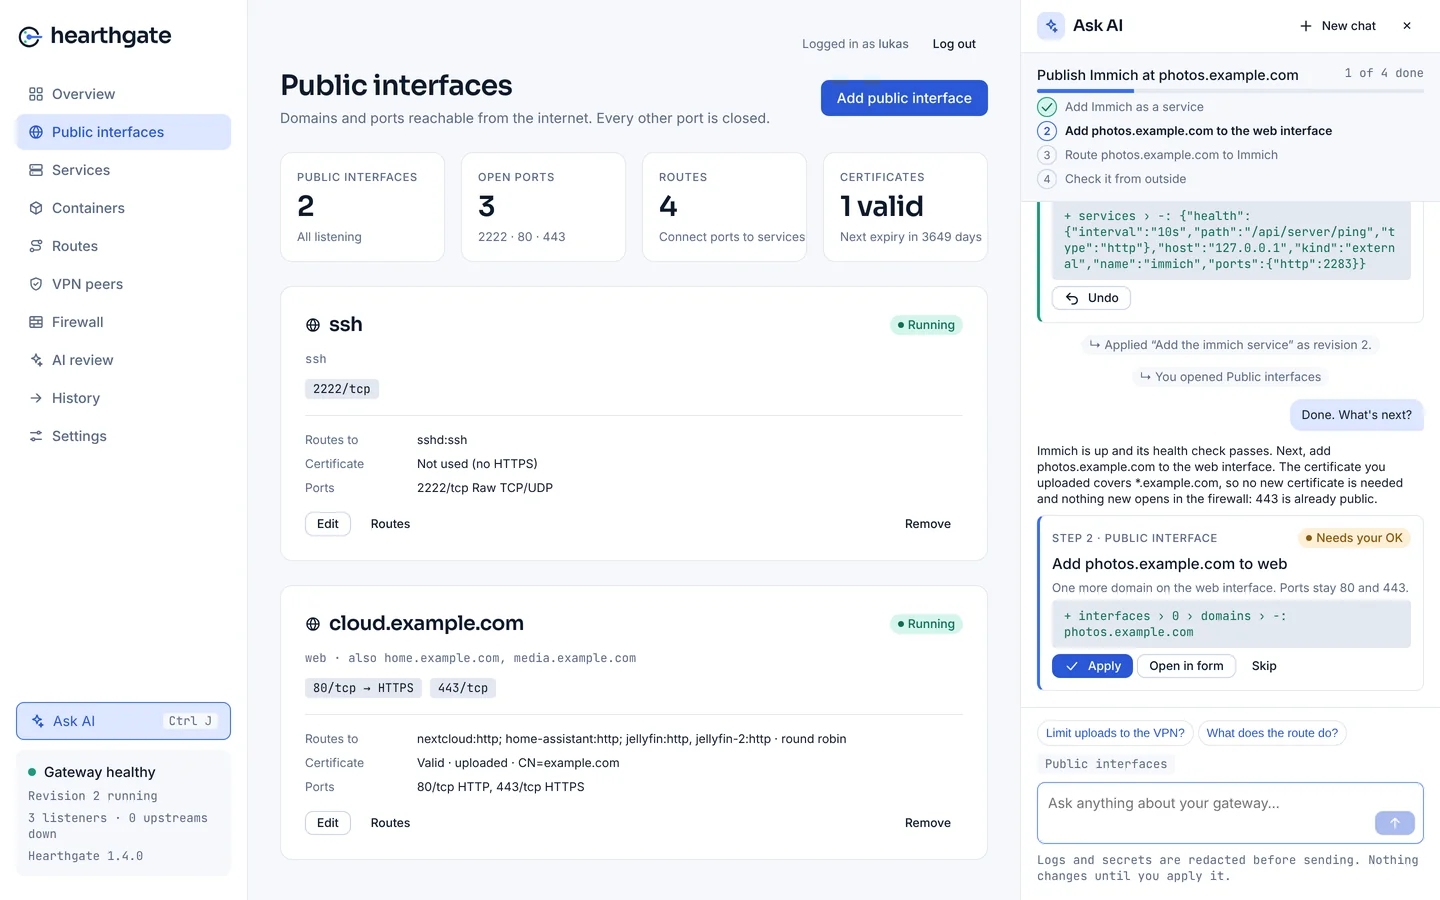 hearthgate
Overview
Public interfaces
Services
Containers
Routes
VPN peers
Firewall
AI review
History
Settings
Ask AI Ctrl J
Gateway healthy
Revision 2 running
3 listeners · 0 upstreams
down
Hearthgate 1.4.0
Logged in as lukas Log out
Public interfaces
Domains and ports reachable from the internet. Every other port is closed.
Add public interface
PUBLIC INTERFACES
2
All listening
OPEN PORTS
3
2222 · 80 · 443
ROUTES
4
Connect ports to services
CERTIFICATES
1 valid
Next expiry in 3649 days
ssh
Running
ssh
2222/tcp
Routes to sshd:ssh
Certificate Not used (no HTTPS)
Ports 2222/tcp Raw TCP/UDP
Edit Routes Remove
cloud.example.com
Running
web · also home.example.com, media.example.com
80/tcp → HTTPS 443/tcp
Routes to nextcloud:http; home-assistant:http; jellyfin:http, jellyfin-2:http · round robin
Certificate Valid · uploaded · CN=example.com
Ports 80/tcp HTTP, 443/tcp HTTPS
Edit Routes Remove
Ask AI
+ New chat ×
Publish Immich at photos.example.com 1 of 4 done
Add Immich as a service
2 Add photos.example.com to the web interface
3 Route photos.example.com to Immich
4 Check it from outside
+ services › -: {"health":
{"interval":"10s","path":"/api/server/ping","t
ype":"http"},"host":"127.0.0.1","kind":"extern
al","name":"immich","ports":{"http":2283}}
Undo
↳ Applied “Add the immich service” as revision 2.
↳ You opened Public interfaces
Done. What's next?
Immich is up and its health check passes. Next, add
photos.example.com to the web interface. The certificate you
uploaded covers *.example.com, so no new certificate is needed
and nothing new opens in the firewall: 443 is already public.
STEP 2 · PUBLIC INTERFACE
Needs your OK
Add photos.example.com to web
One more domain on the web interface. Ports stay 80 and 443.
+ interfaces › 0 › domains › -:
photos.example.com
Apply Open in form Skip
Limit uploads to the VPN? What does the route do?
Public interfaces
Ask anything about your gateway...
Logs and secrets are redacted before sending. Nothing
changes until you apply it.